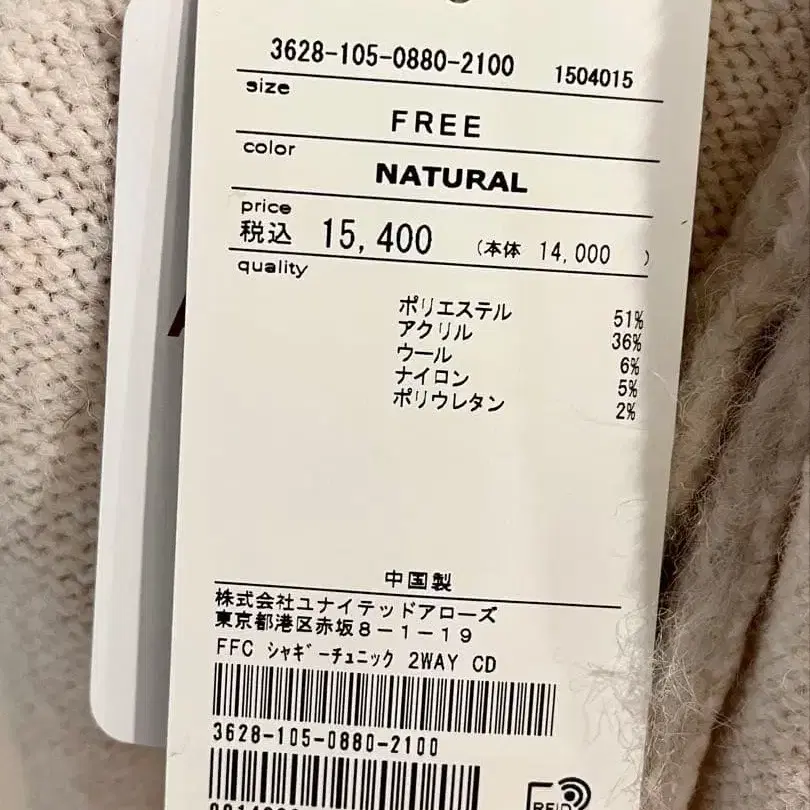 3628-105-0880-2100 1504015
size
FREE
color
NATURAL
price
税込 15,400 (本体 14,000 )
quality
ポリエステル 51%
アクリル 36%
ウール 6%
ナイロン 5%
ポリウレタン 2%
中国製
株式会社ユナイテッドアローズ
東京都港区赤坂8-1-19
FFC シャギーチュニック 2WAY CD
3628-105-0880-2100
RFID